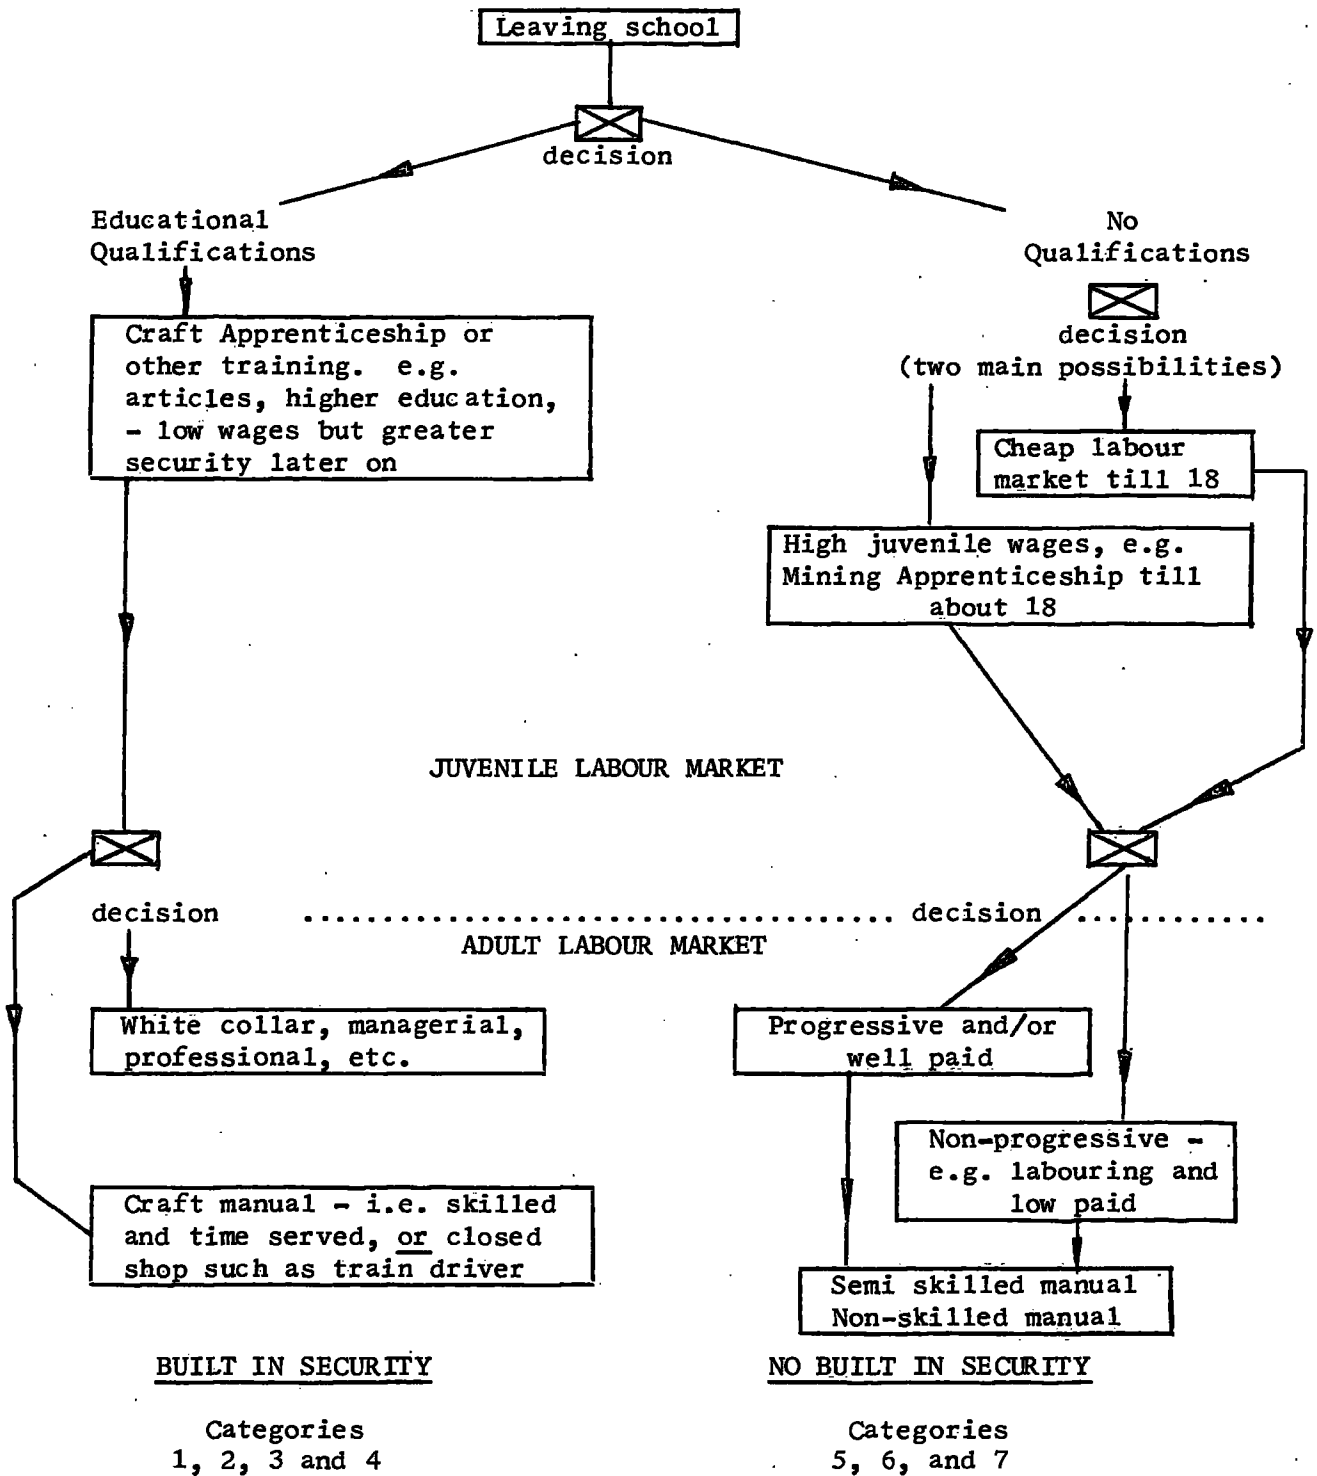 Leaving school
decision
Educational
Qualifications
No
Qualifications
decision
(two main possibilities)
Craft Apprenticeship or
other training. e.g.
articles, higher education,
- low wages but greater
security later on
Cheap labour
market till 18
High juvenile wages, e.g.
Mining Apprenticeship till
about 18
JUVENILE LABOUR MARKET
decision
decision
ADULT LABOUR MARKET
White collar, managerial,
professional, etc.
Progressive and/or
well paid
Non-progressive -
e.g. labouring and
low paid
Craft manual - i.e. skilled
and time served, or closed
shop such as train driver
Semi skilled manual
Non-skilled manual
BUILT IN SECURITY
NO BUILT IN SECURITY
Categories
1, 2, 3 and 4
Categories
5, 6, and 7